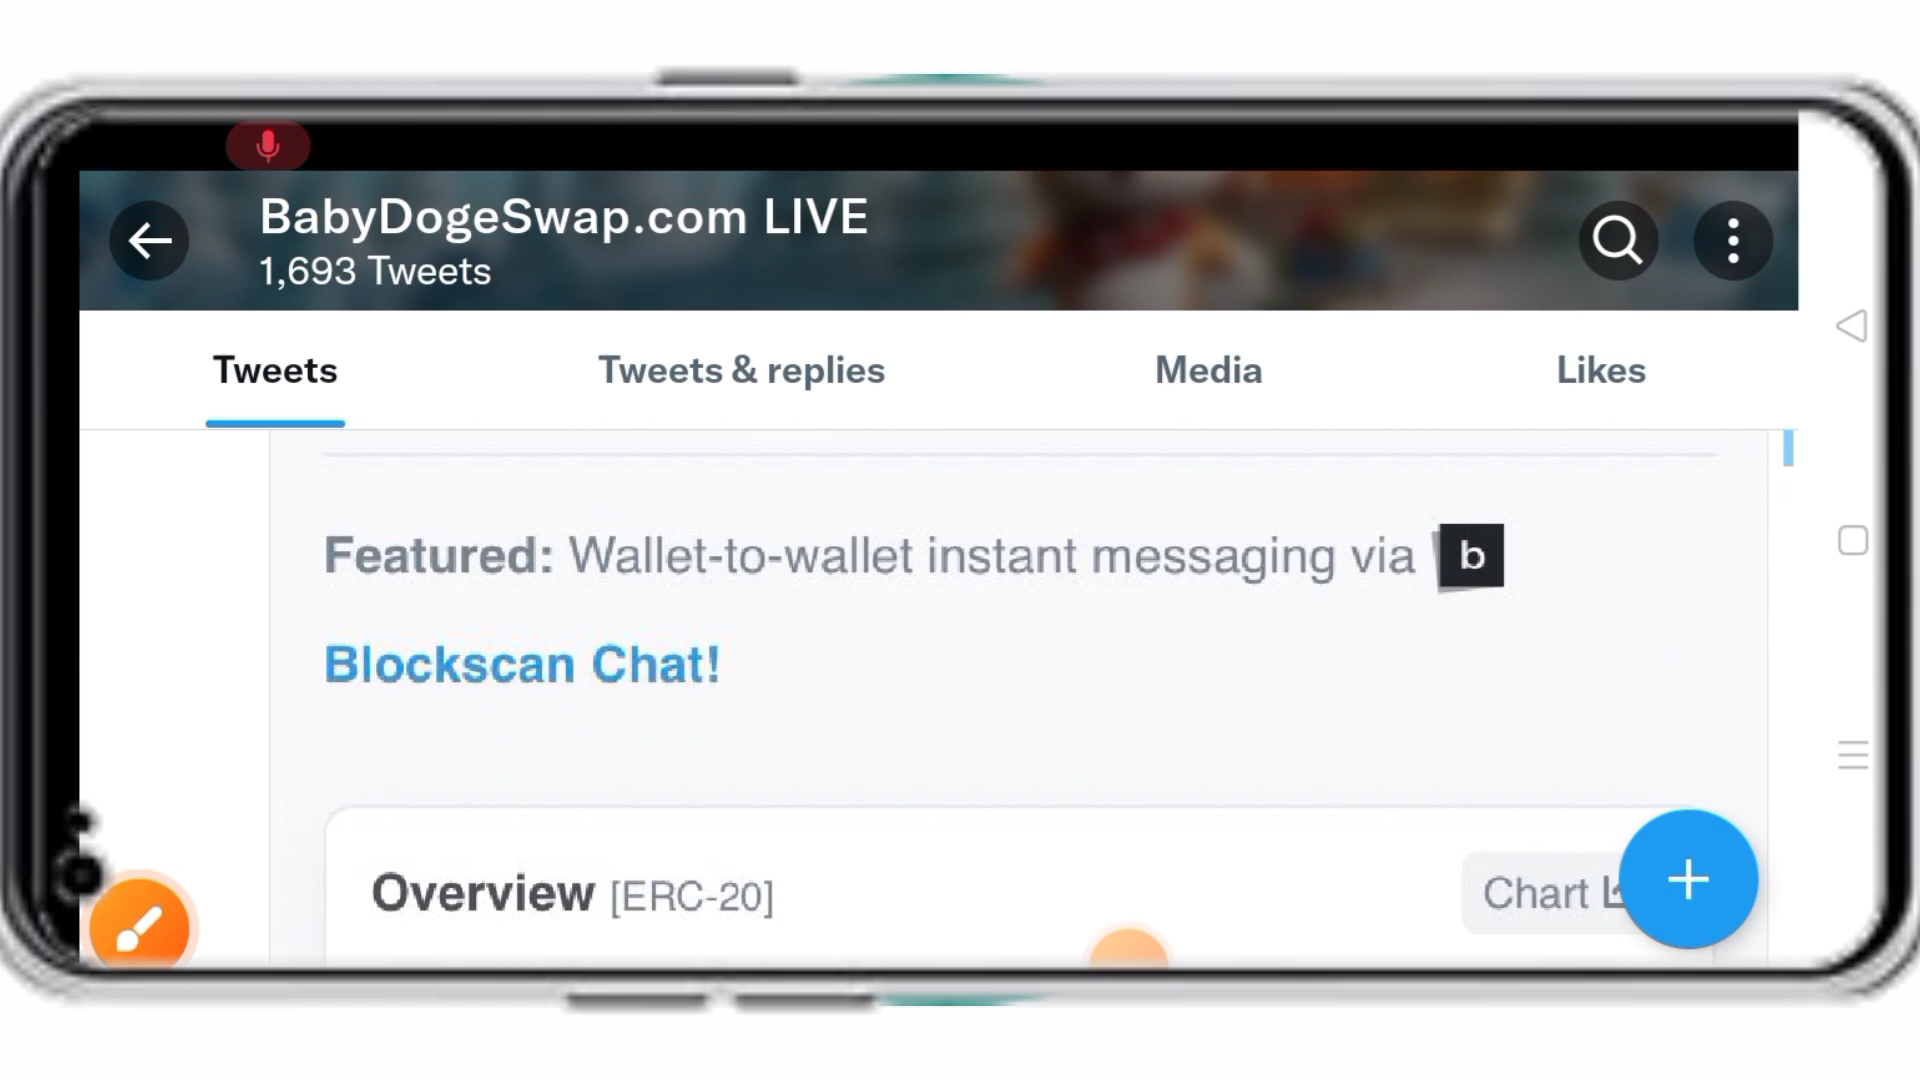 BabyDogeSwap.com LIVE
1,693 Tweets
Tweets Tweets & replies Media Likes
Featured: Wallet-to-wallet instant messaging via b
Blockscan Chat!
Overview [ERC-20] Chart